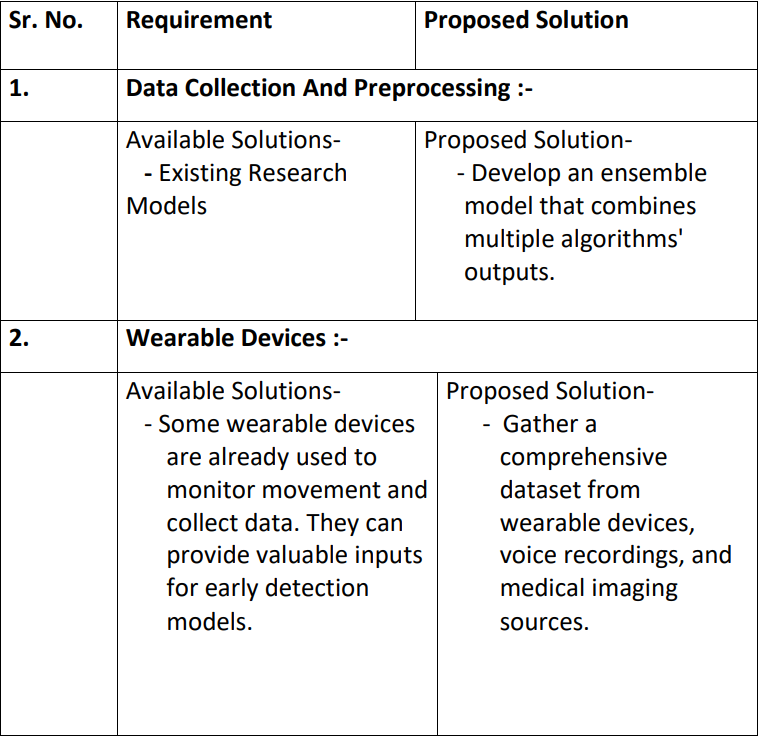 Sr. No. Requirement Proposed Solution
1. Data Collection And Preprocessing :-
Available Solutions-
- Existing Research
Models
Proposed Solution-
- Develop an ensemble
model that combines
multiple algorithms'
outputs.
2. Wearable Devices :-
Available Solutions-
- Some wearable devices
are already used to
monitor movement and
collect data. They can
provide valuable inputs
for early detection
models.
Proposed Solution-
- Gather a
comprehensive
dataset from
wearable devices,
voice recordings, and
medical imaging
sources.